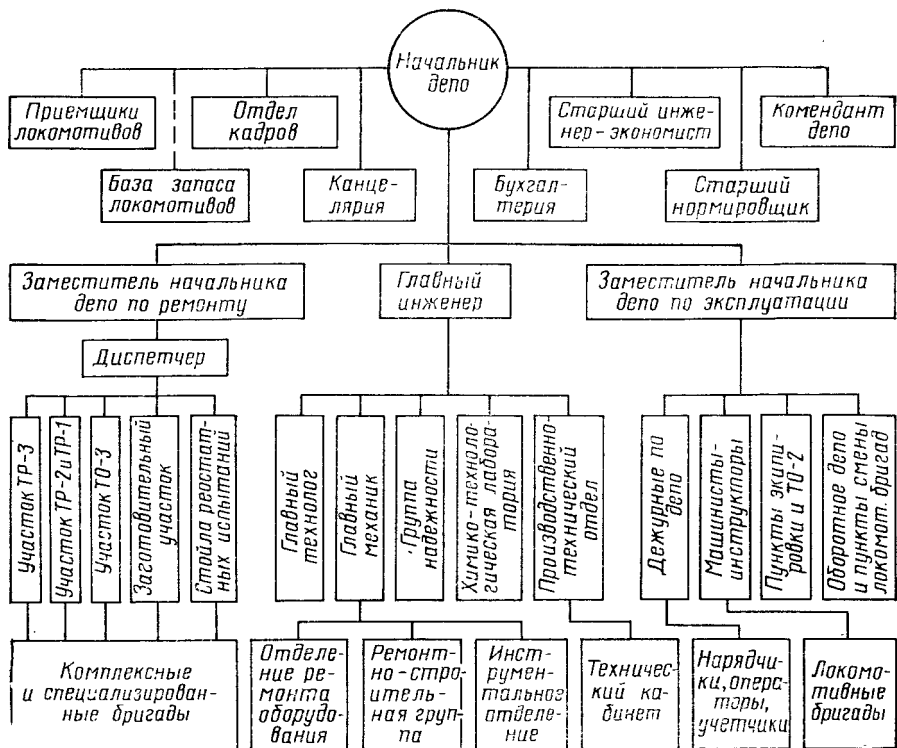 Начальник
депо
Приемщики
локомотивов
Отдел
кадров
Старший инже-
нер-экономист
Комендант
депо
База запаса
локомотивов
Канце-
лярия
Бухгал-
терия
Старший
нормировщик
Заместитель начальника
депо по ремонту
Главный
инженер
Заместитель начальника
депо по эксплуатации
Диспетчер
Участок ТР-3
Участок ТР-2 и ТР-1
Участок ТО-3
Заготовительный
участок
Стойла реостат-
ных испытаний
Главный
технолог
Главный
механик
Группа
надежности
Химико-техноло-
гическая лабора-
тория
Производственно-
технический
отдел
Дежурные по
депо
Машинисты-
инструкторы
Пункты экипи-
ровки и ТО-2
Оборотное депо
и пункты смены
локомот. бригад
Комплексные
и специализирован-
ные бригады
Отделе-
ние ре-
монта
оборудо-
вания
Ремонт-
но-стро-
итель-
ная груп-
па
Инст-
румен-
тальное
отделе-
ние
Техничес-
кий ка-
бинет
Нарядчи-
ки, опера-
торы,
учетчики
Локомо-
тивные
бригады